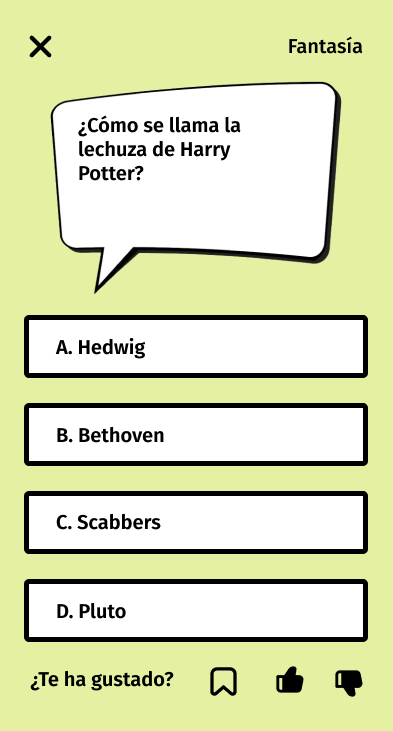 Fantasía
¿Cómo se llama la
lechuza de Harry
Potter?
A. Hedwig
B. Bethoven
C. Scabbers
D. Pluto
¿Te ha gustado?